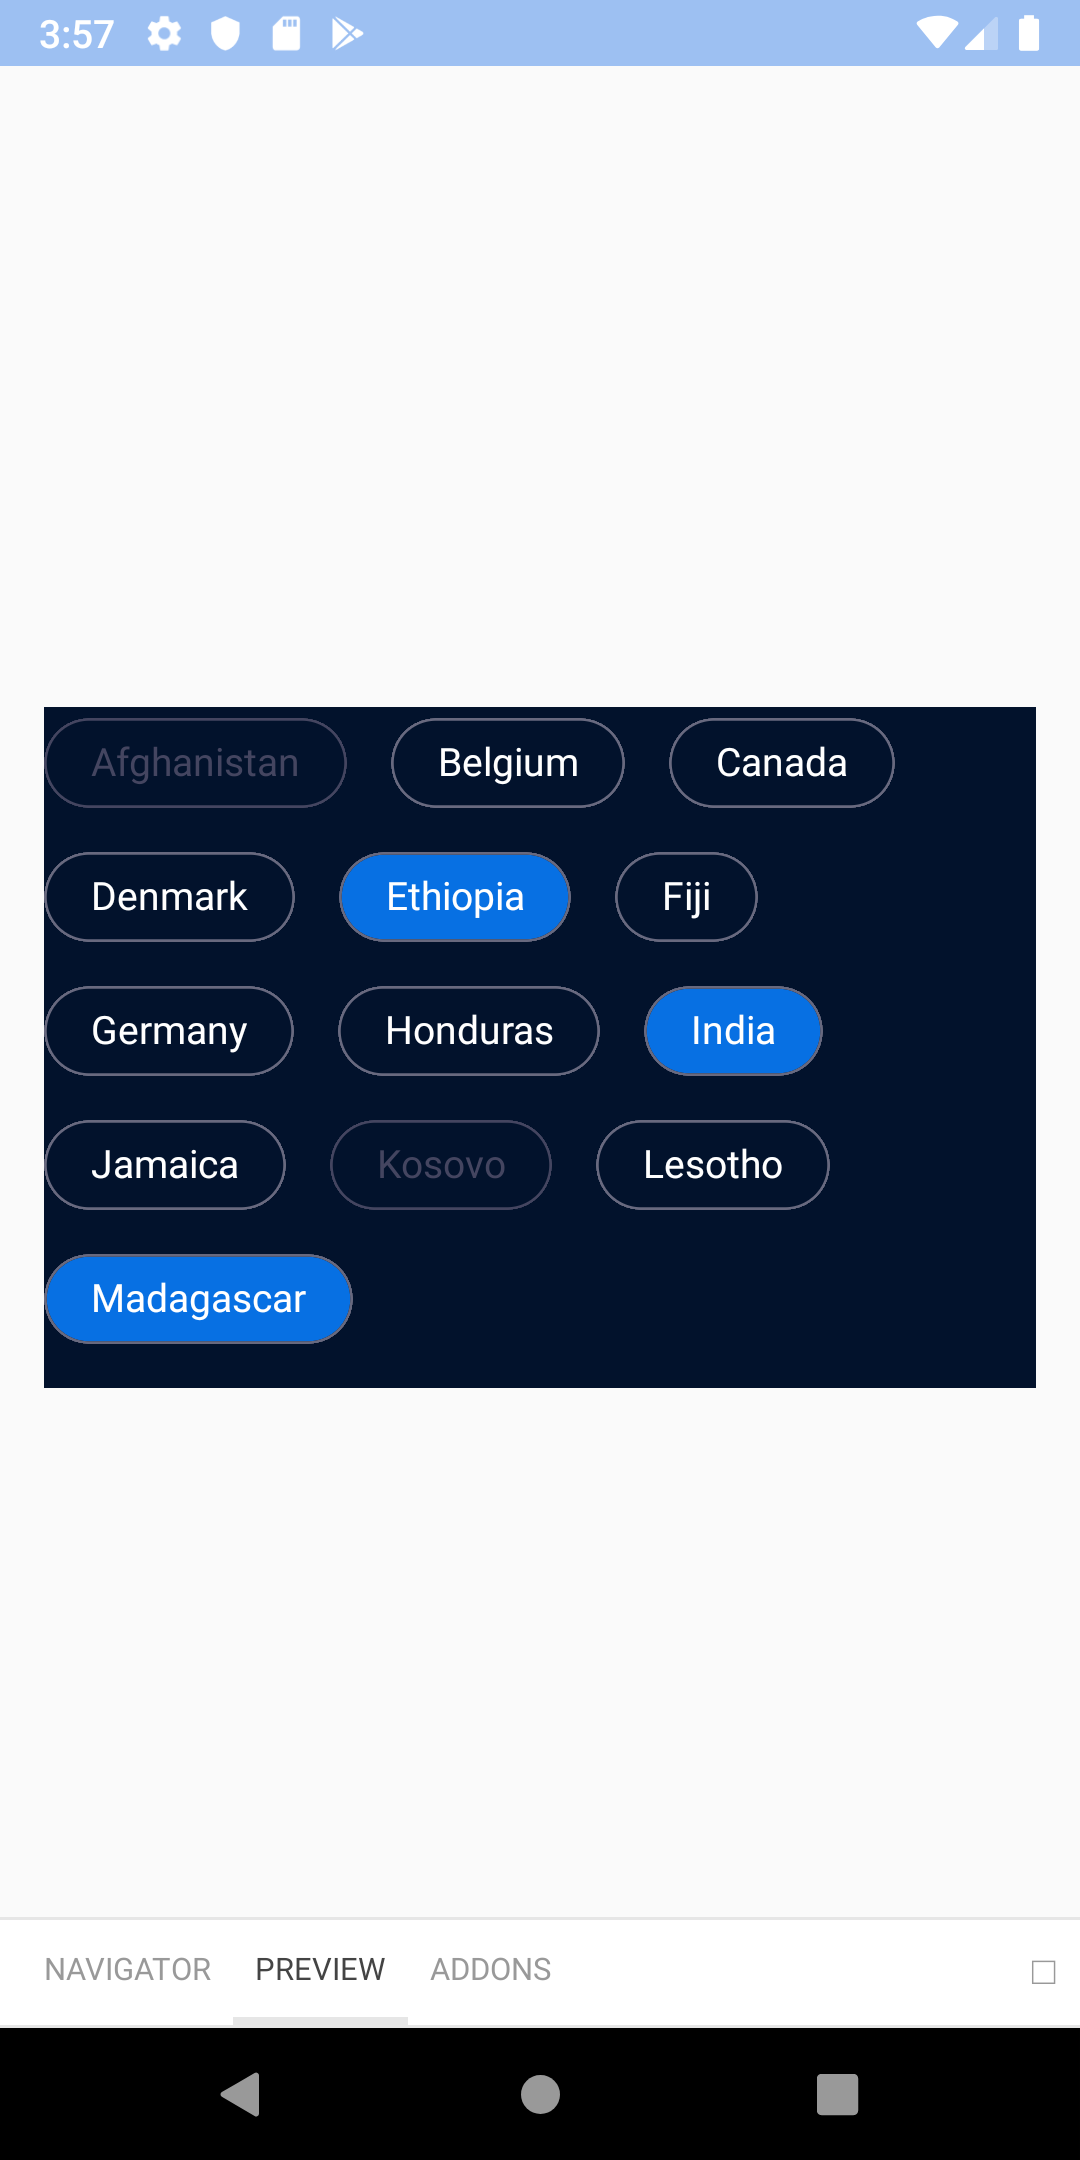 3:57
Afghanistan Belgium Canada
Denmark Ethiopia Fiji
Germany Honduras India
Jamaica Kosovo Lesotho
Madagascar
NAVIGATOR PREVIEW ADDONS